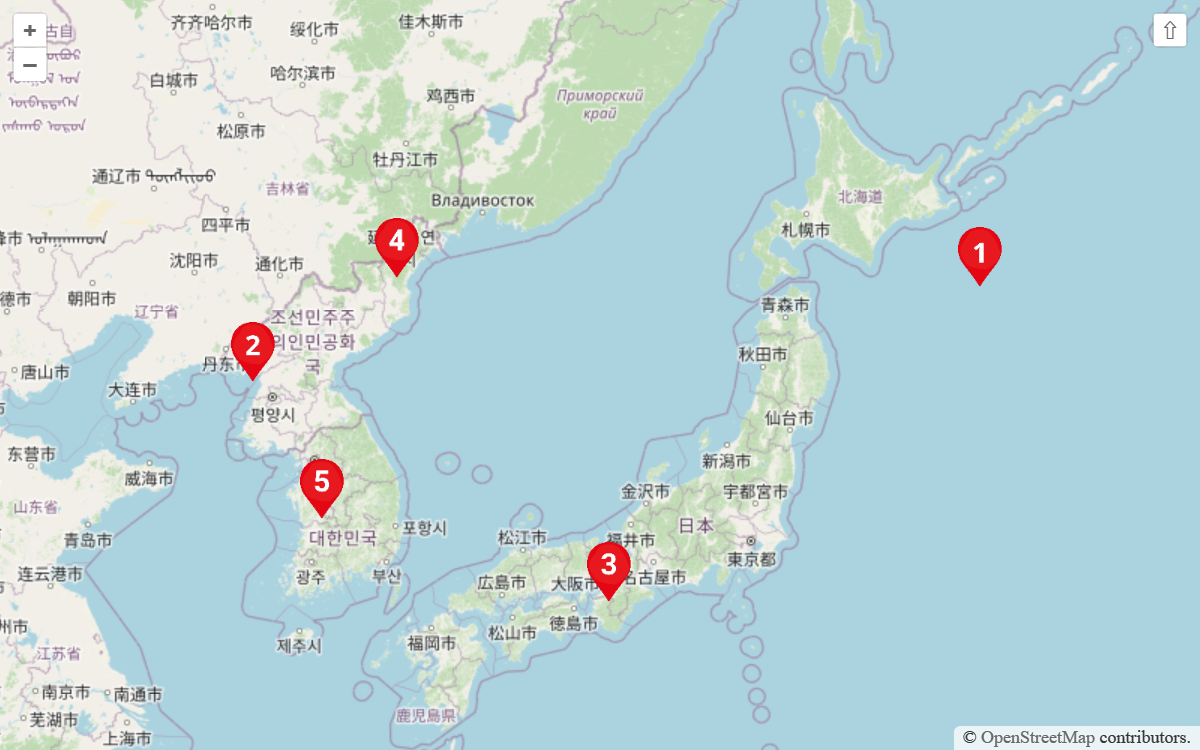 齐齐哈尔市
绥化市
佳木斯市
白城市
哈尔滨市
鸡西市
Приморский
край
松原市
牡丹江市
通辽市
吉林省
北海道
Владивосток
四平市
札幌市
沈阳市
通化市
4
1
朝阳市
辽宁省
조선민주주
의인민공화
국
青森市
2
丹东
唐山市
大连市
秋田市
평양시
仙台市
东营市
威海市
新潟市
山东省
5
金沢市
宇都宮市
青岛市
대한민국
포항시
松江市
福井市
日本
東京都
连云港市
광주
부산
広島市
大阪市
3
名古屋市
徳島市
松山市
제주시
福岡市
江苏省
南京市
南通市
芜湖市
上海市
鹿児島県
© OpenStreetMap contributors.